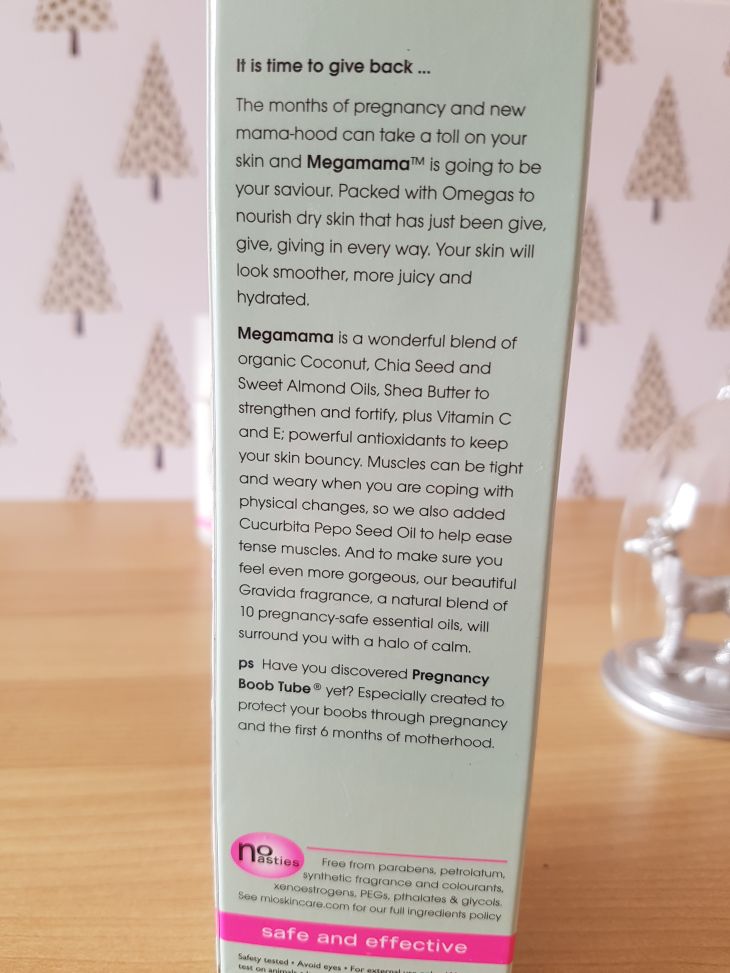 It is time to give back ...
The months of pregnancy and new
mama-hood can take a toll on your
skin and Megamama™ is going to be
your saviour. Packed with Omegas to
nourish dry skin that has just been give,
give, giving in every way. Your skin will
look smoother, more juicy and
hydrated.
Megamama is a wonderful blend of
organic Coconut, Chia Seed and
Sweet Almond Oils, Shea Butter to
strengthen and fortify, plus Vitamin C
and E; powerful antioxidants to keep
your skin bouncy. Muscles can be tight
and weary when you are coping with
physical changes, so we also added
Cucurbita Pepo Seed Oil to help ease
tense muscles. And to make sure you
feel even more gorgeous, our beautiful
Gravida fragrance, a natural blend of
10 pregnancy-safe essential oils, will
surround you with a halo of calm.
ps Have you discovered Pregnancy
Boob Tube® yet? Especially created to
protect your boobs through pregnancy
and the first 6 months of motherhood.
no nasties
Free from parabens, petrolatum,
synthetic fragrance and colourants,
xenoestrogens, PEGs, pthalates & glycols.
See mioskincare.com for our full ingredients policy
safe and effective
Safety tested • Avoid eyes • For external
test on